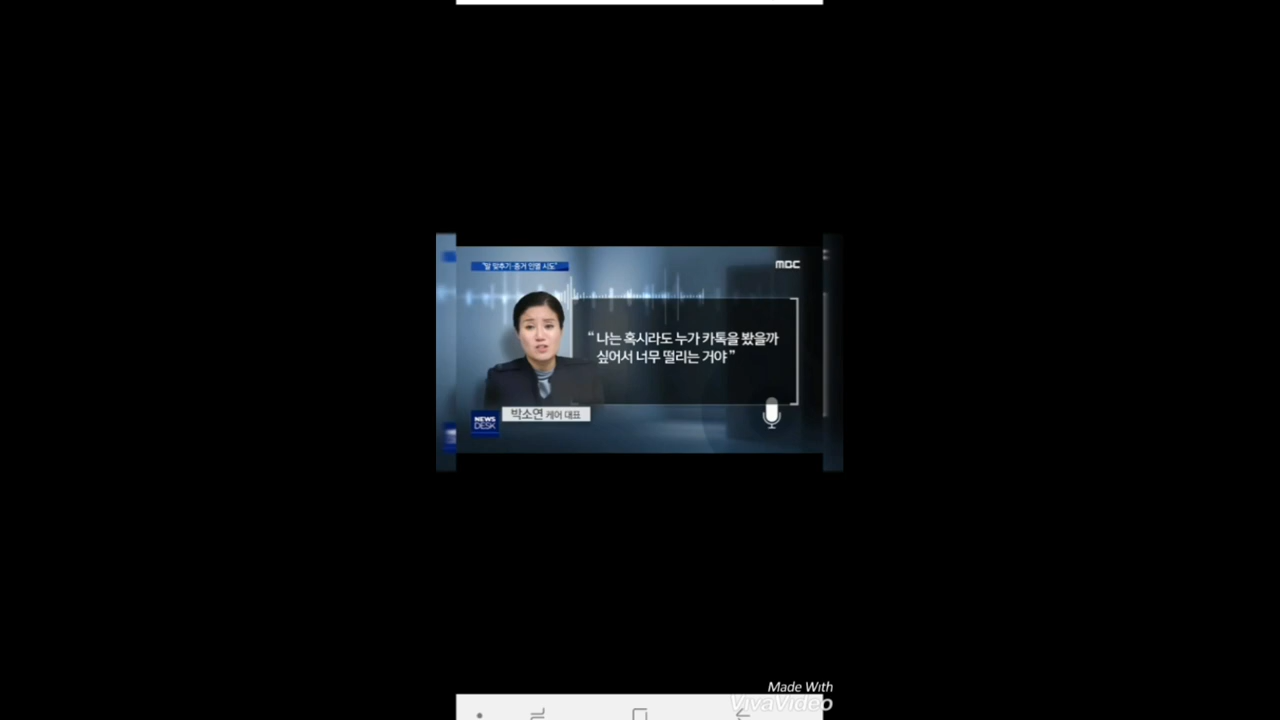 "말 맞추기·증거 인멸 시도"
MBC
“나는 혹시라도 누가 카톡을 봤을까
싶어서 너무 떨리는 거야”
박소연 케어 대표
NEWS
DESK
Made With
VivaVideo